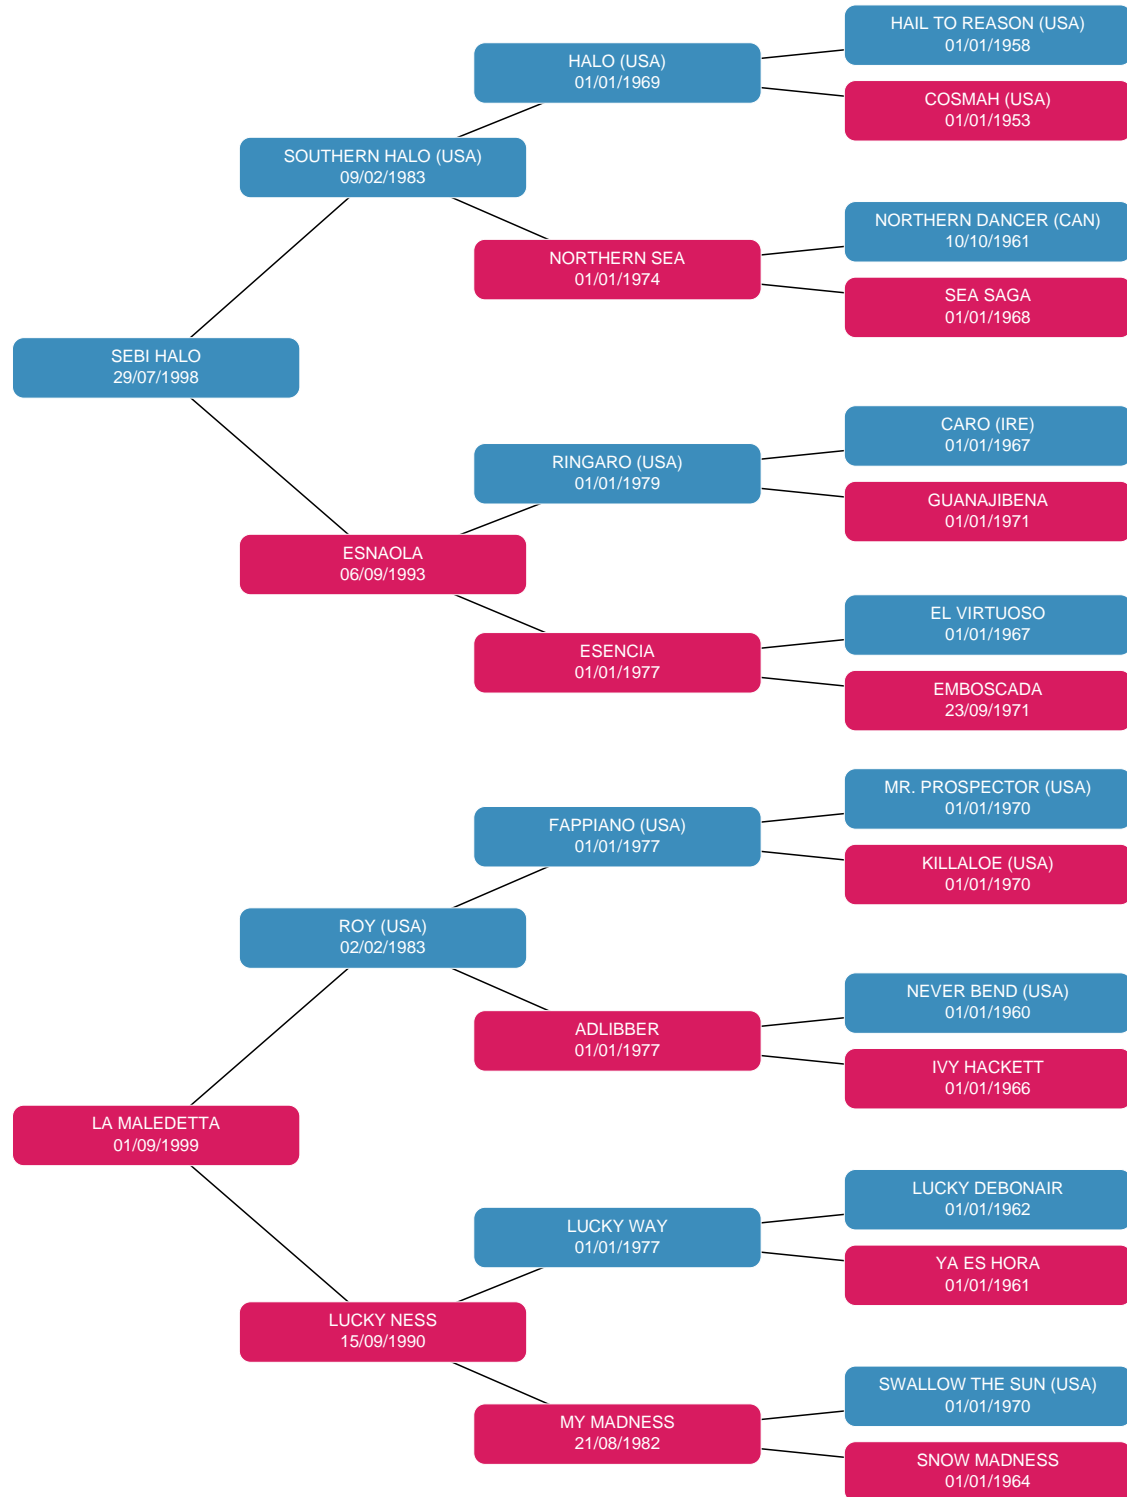 HAIL TO REASON (USA)
01/01/1958
HALO (USA)
01/01/1969
COSMAH (USA)
01/01/1953
SOUTHERN HALO (USA)
09/02/1983
NORTHERN DANCER (CAN)
10/10/1961
NORTHERN SEA
01/01/1974
SEA SAGA
01/01/1968
SEBI HALO
29/07/1998
CARO (IRE)
01/01/1967
RINGARO (USA)
01/01/1979
GUANAJIBENA
01/01/1971
ESNAOLA
06/09/1993
EL VIRTUOSO
01/01/1967
ESENCIA
01/01/1977
EMBOSCADA
23/09/1971
MR. PROSPECTOR (USA)
01/01/1970
FAPPIANO (USA)
01/01/1977
KILLALOE (USA)
01/01/1970
ROY (USA)
02/02/1983
NEVER BEND (USA)
01/01/1960
ADLIBBER
01/01/1977
IVY HACKETT
01/01/1966
LA MALEDETTA
01/09/1999
LUCKY DEBONAIR
01/01/1962
LUCKY WAY
01/01/1977
YA ES HORA
01/01/1961
LUCKY NESS
15/09/1990
SWALLOW THE SUN (USA)
01/01/1970
MY MADNESS
21/08/1982
SNOW MADNESS
01/01/1964